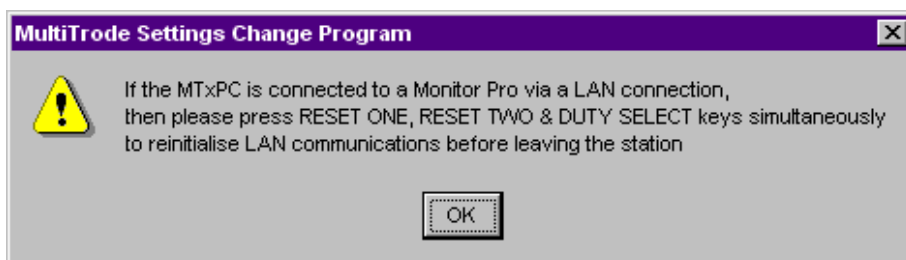 MultiTrode Settings Change Program
If the MTxPC is connected to a Monitor Pro via a LAN connection,
then please press RESET ONE, RESET TWO & DUTY SELECT keys simultaneously
to reinitialise LAN communications before leaving the station
OK